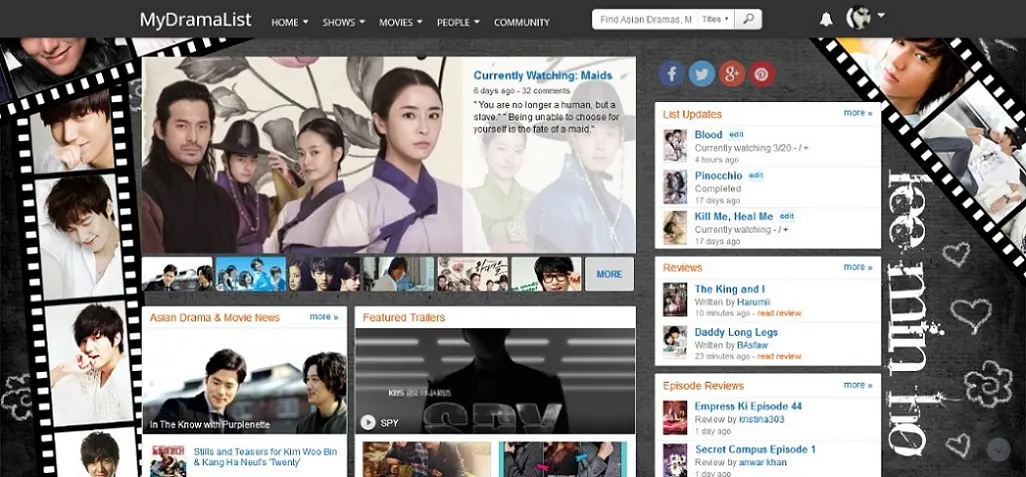 MyDramaList
HOME SHOWS MOVIES PEOPLE COMMUNITY
Find Asian Dramas, M Titles
Currently Watching: Maids
6 days ago - 32 comments
"You are no longer a human, but a
slave." " Being unable to choose for
yourself is the fate of a maid."
MORE
List Updates more »
Blood edit
Currently watching 3/20 - / +
4 hours ago
Pinocchio edit
Completed
17 days ago
Kill Me, Heal Me edit
Currently watching - / +
17 days ago
Reviews more »
The King and I
Written by Harumii
10 minutes ago - read review
Daddy Long Legs
Written by BAsfaw
23 minutes ago - read review
Episode Reviews more »
Empress Ki Episode 44
Review by kristina303
1 day ago
Secret Campus Episode 1
Review by anwar khan
1 day ago
Asian Drama & Movie News more »
In The Know with Purplenette
Stills and Teasers for Kim Woo Bin
& Kang Ha Neul's 'Twenty'
Featured Trailers
SPY
SPY
lee min ho